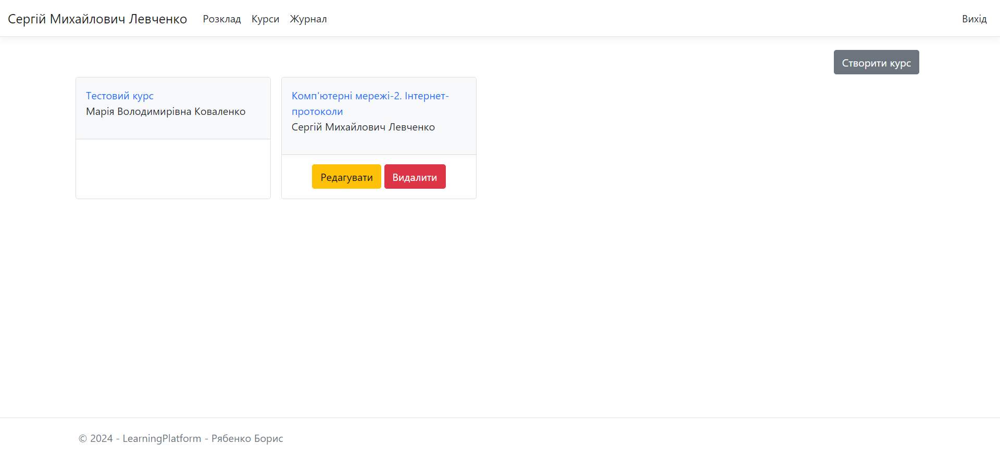 Сергій Михайлович Левченко Розклад Курси Журнал Вихід
Створити курс
Тестовий курс
Марія Володимирівна Коваленко
Комп'ютерні мережі-2. Інтернет-
протоколи
Сергій Михайлович Левченко
Редагувати Видалити
© 2024 - LearningPlatform - Рябенко Борис